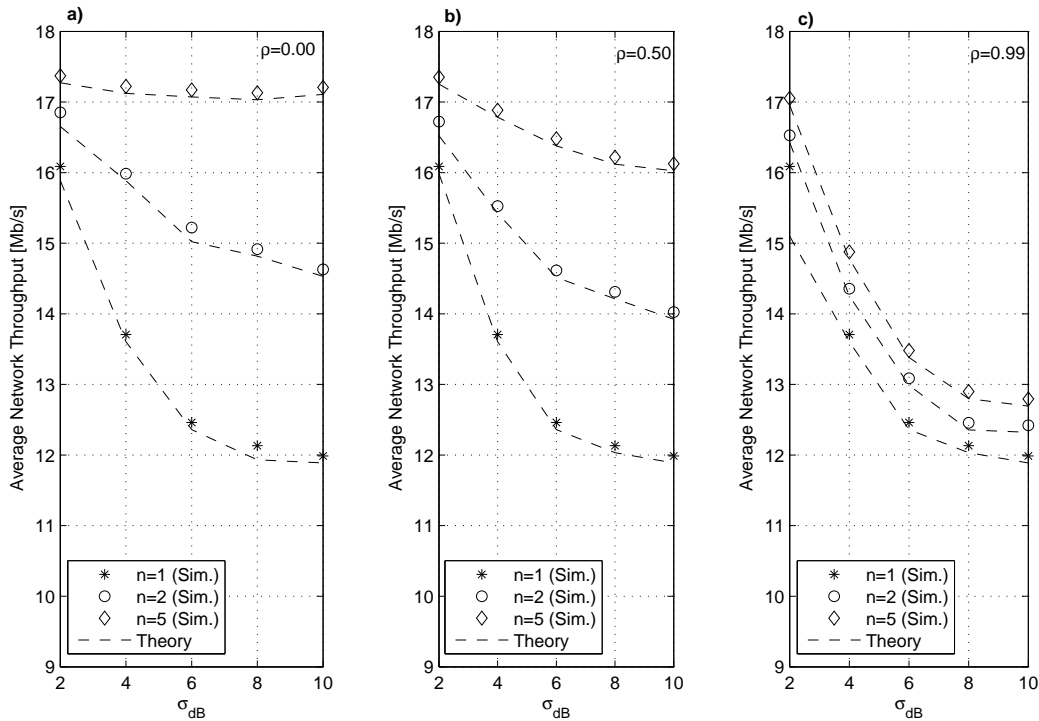 a)
ρ=0.00
Average Network Throughput [Mb/s]
18
17
16
15
14
13
12
11
10
9
n=1 (Sim.)
n=2 (Sim.)
n=5 (Sim.)
Theory
2 4 6 8 10
σdB
b)
ρ=0.50
Average Network Throughput [Mb/s]
18
17
16
15
14
13
12
11
10
9
n=1 (Sim.)
n=2 (Sim.)
n=5 (Sim.)
Theory
2 4 6 8 10
σdB
c)
ρ=0.99
Average Network Throughput [Mb/s]
18
17
16
15
14
13
12
11
10
9
n=1 (Sim.)
n=2 (Sim.)
n=5 (Sim.)
Theory
2 4 6 8 10
σdB